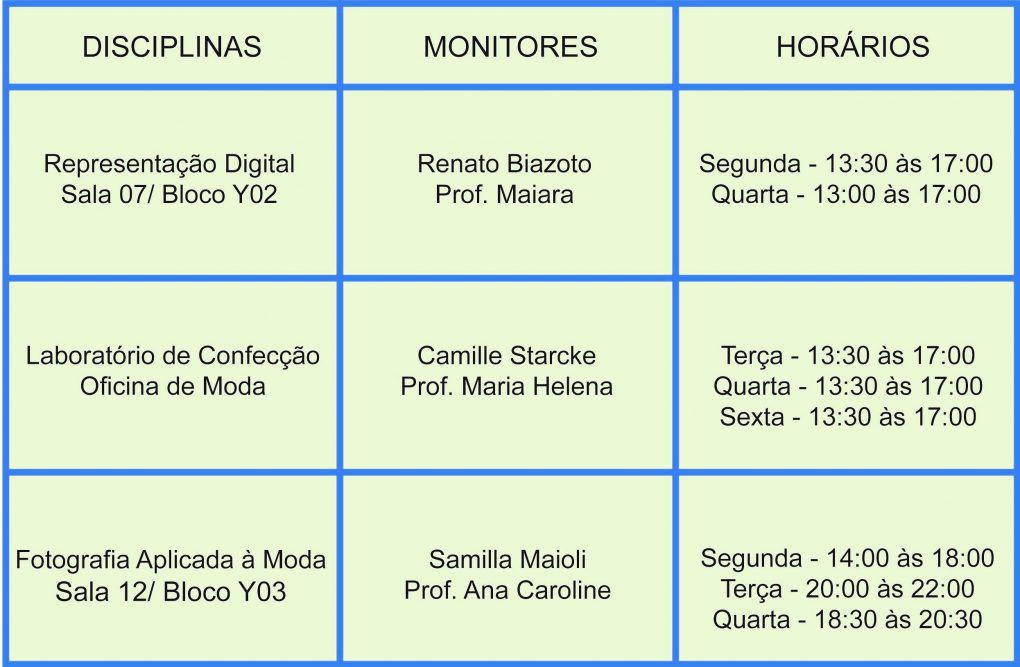 DISCIPLINAS
MONITORES
HORÁRIOS
Representação Digital
Sala 07/ Bloco Y02
Renato Biazoto
Prof. Maiara
Segunda - 13:30 às 17:00
Quarta - 13:00 às 17:00
Laboratório de Confecção
Oficina de Moda
Camille Starcke
Prof. Maria Helena
Terça - 13:30 às 17:00
Quarta - 13:30 às 17:00
Sexta - 13:30 às 17:00
Fotografia Aplicada à Moda
Sala 12/ Bloco Y03
Samilla Maioli
Prof. Ana Caroline
Segunda - 14:00 às 18:00
Terça - 20:00 às 22:00
Quarta - 18:30 às 20:30